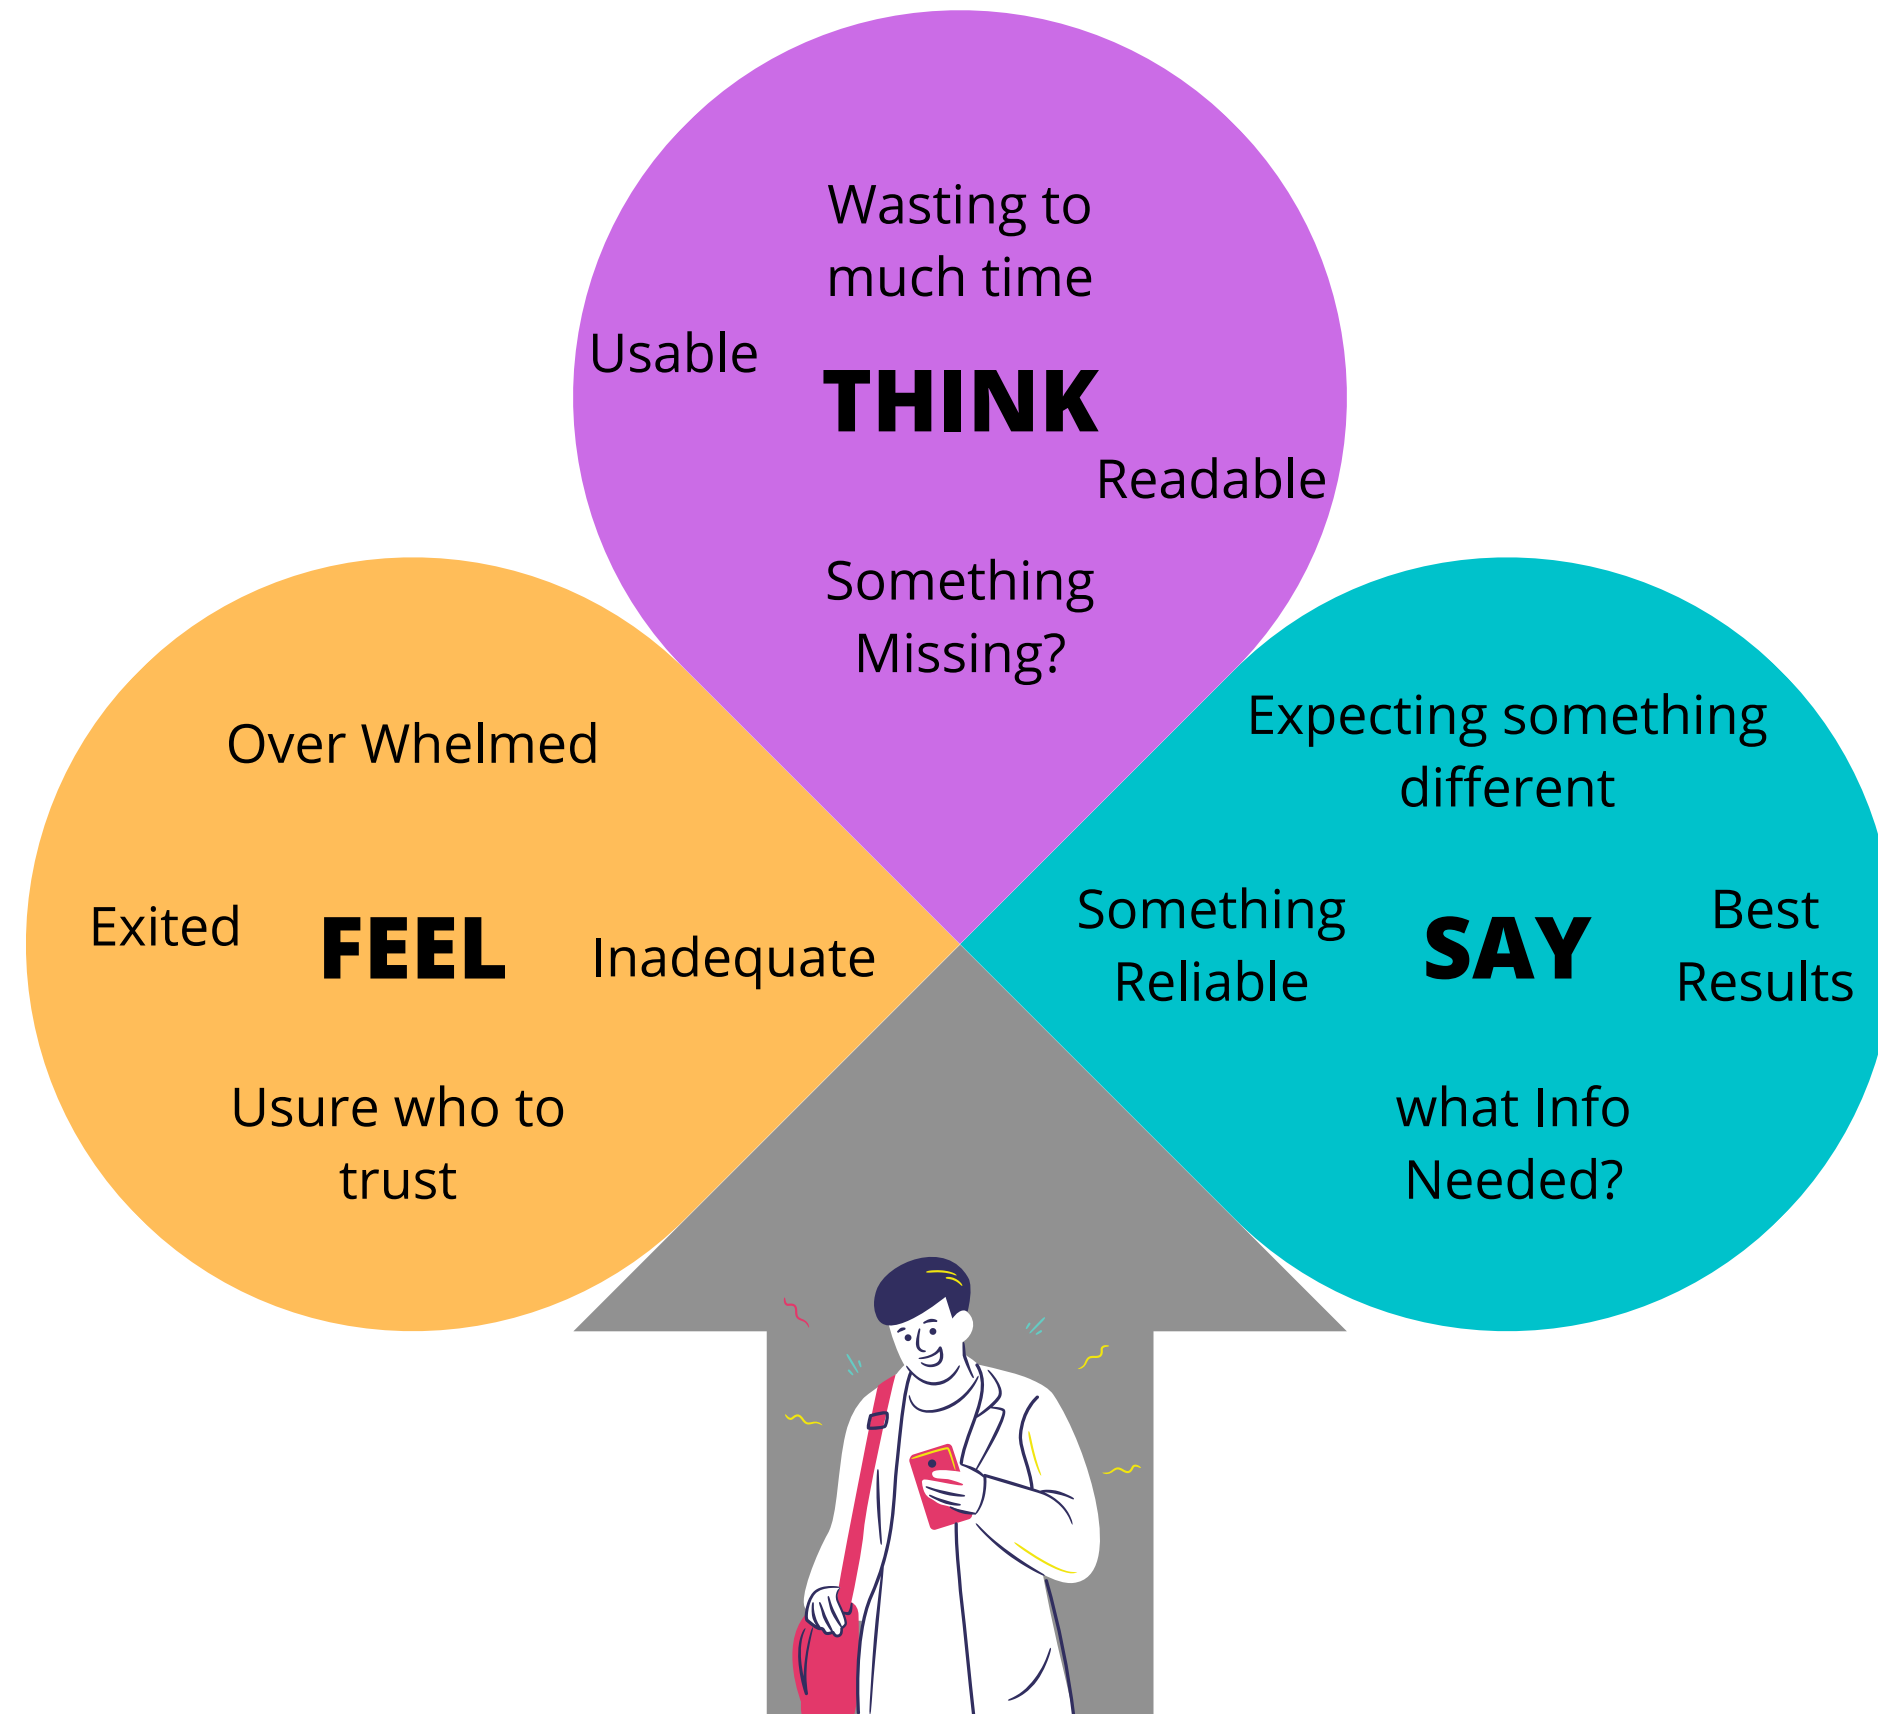 Wasting to
much time
Usable
THINK
Readable
Something
Missing?
Over Whelmed
Exited
FEEL
Inadequate
Usure who to
trust
Expecting something
different
Something
Reliable
SAY
Best
Results
what Info
Needed?